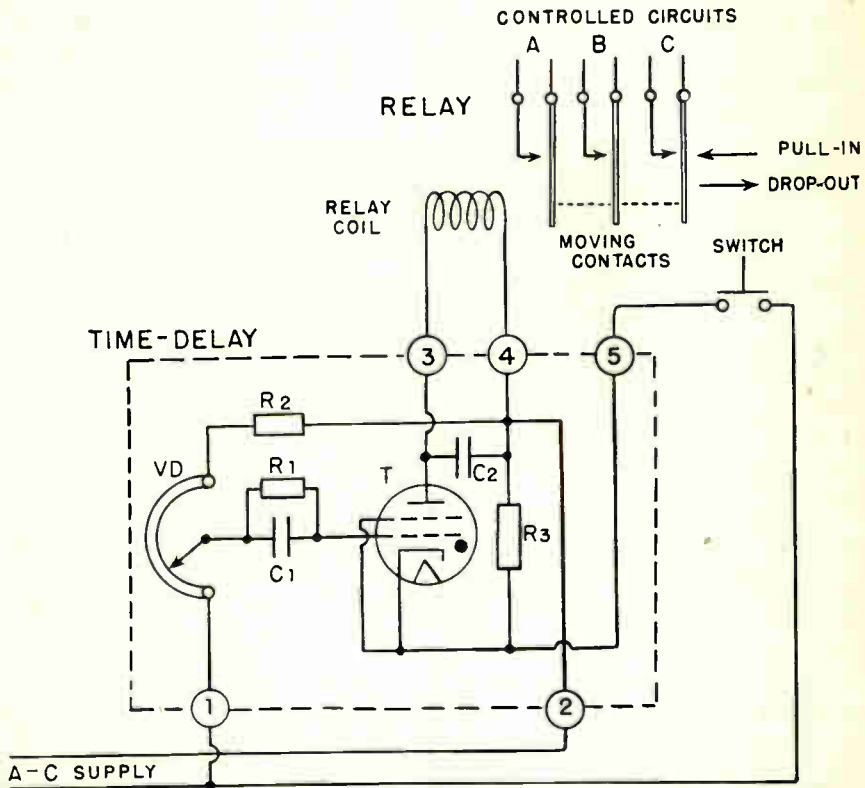 CONTROLLED CIRCUITS
A B C
RELAY
PULL-IN
DROP-OUT
RELAY
COIL
MOVING
CONTACTS
SWITCH
TIME-DELAY
3 4 5
R2
VD
R1
T
C2
C1
R3
1 2
A-C SUPPLY